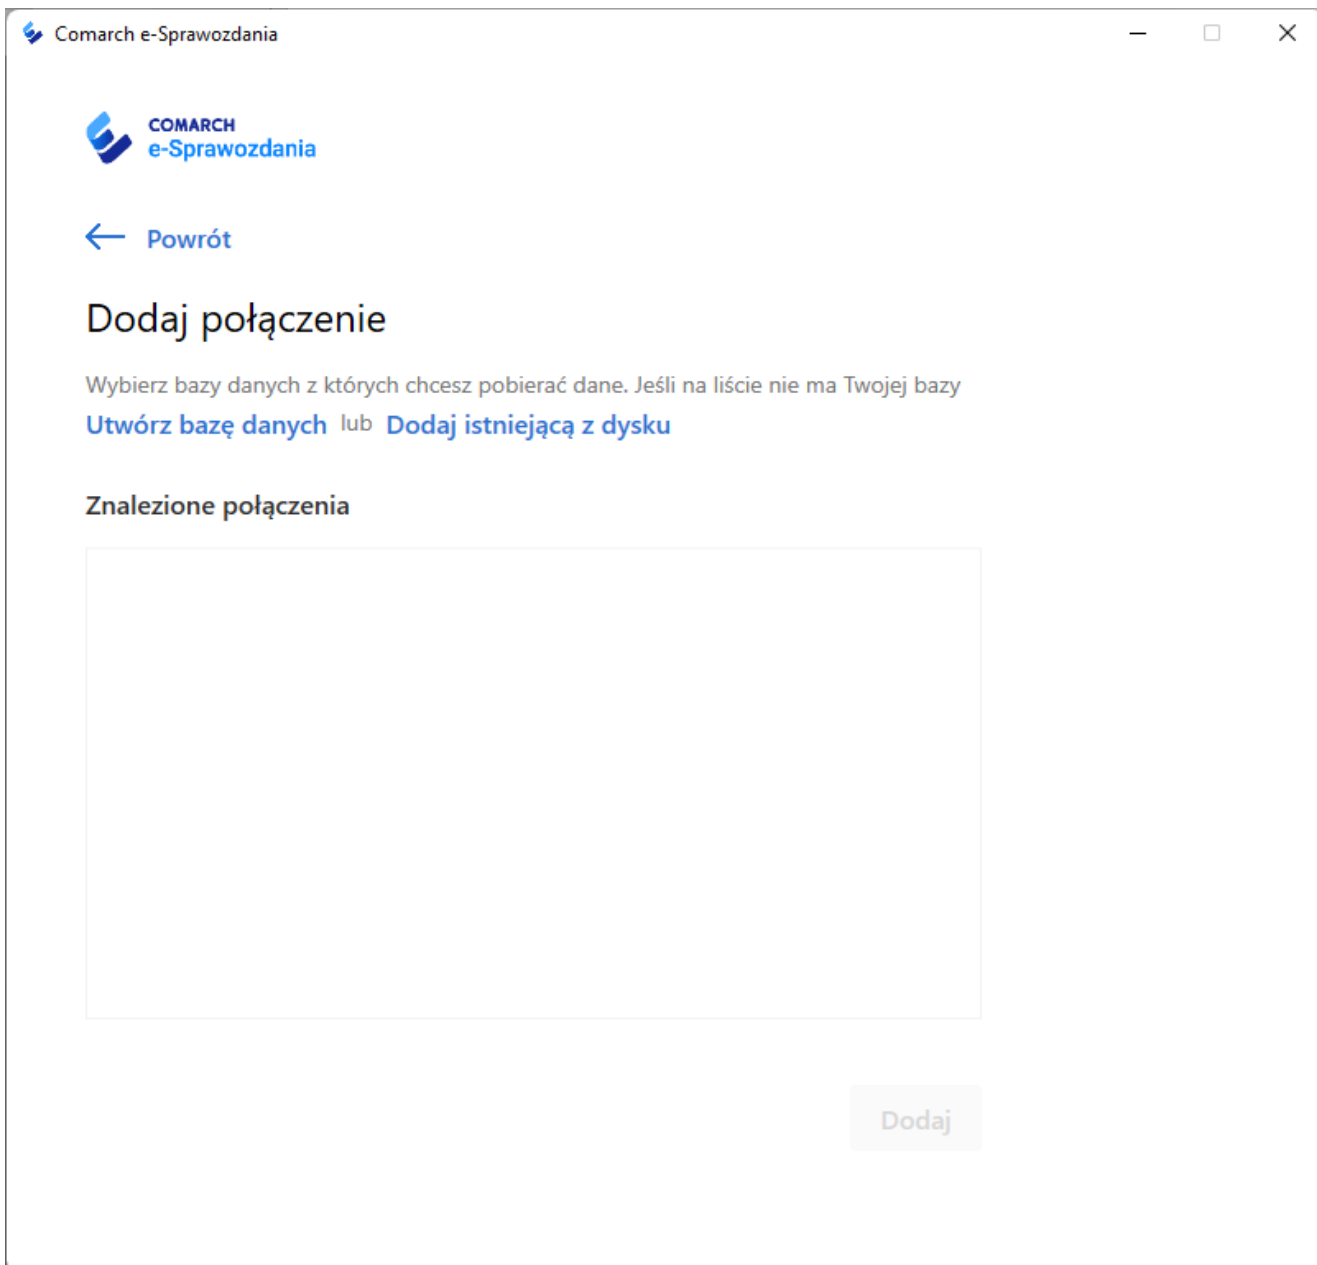 Comarch e-Sprawozdania
COMARCH
e-Sprawozdania
Powrót
Dodaj połączenie
Wybierz bazy danych z których chcesz pobierać dane. Jeśli na liście nie ma Twojej bazy
Utwórz bazę danych lub Dodaj istniejącą z dysku
Znalezione połączenia
Dodaj